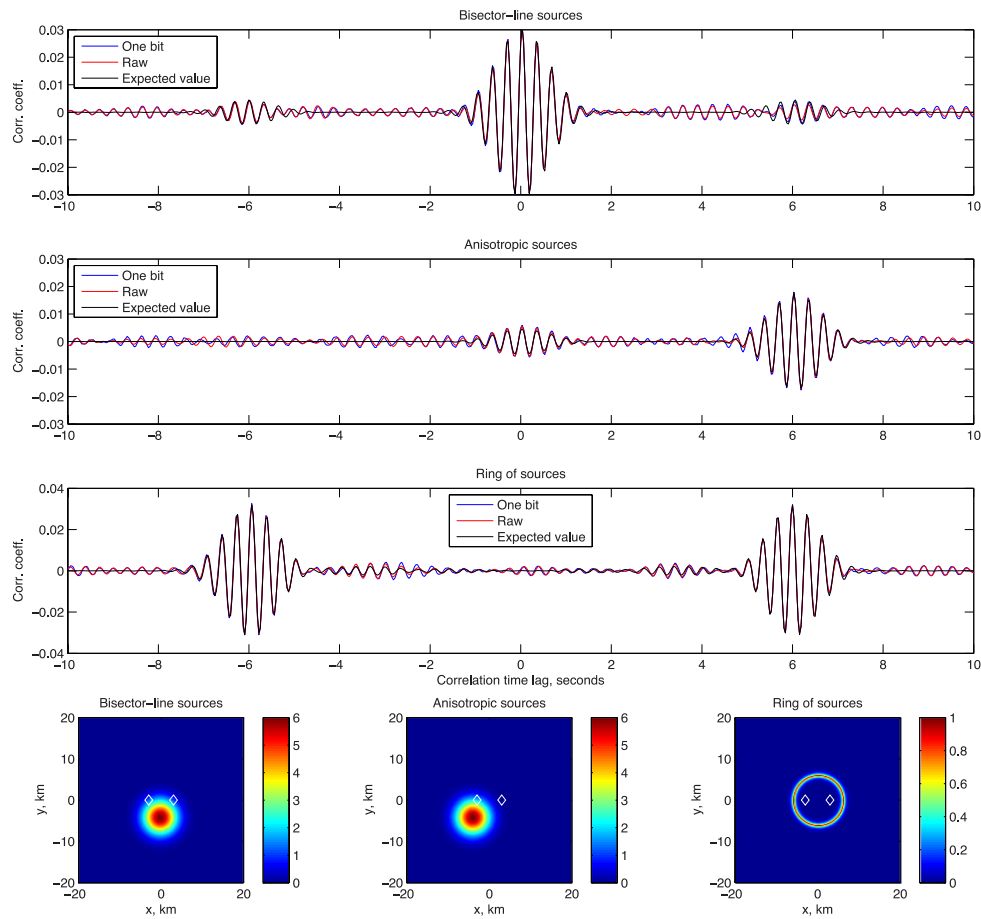 Bisector−line sources
0.03
0.02
0.01
0
−0.01
−0.02
−0.03
Corr. coeff.
One bit
Raw
Expected value
−10 −8 −6 −4 −2 0 2 4 6 8 10
Anisotropic sources
0.03
0.02
0.01
0
−0.01
−0.02
−0.03
Corr. coeff.
One bit
Raw
Expected value
−10 −8 −6 −4 −2 0 2 4 6 8 10
Ring of sources
0.04
0.02
0
−0.02
−0.04
Corr. coeff.
One bit
Raw
Expected value
−10 −8 −6 −4 −2 0 2 4 6 8 10
Correlation time lag, seconds
Bisector−line sources
20
10
0
−10
−20
y, km
−20 0 20
x, km
6
5
4
3
2
1
0
Anisotropic sources
20
10
0
−10
−20
y, km
−20 0 20
x, km
6
5
4
3
2
1
0
Ring of sources
20
10
0
−10
−20
y, km
−20 0 20
x, km
1
0.8
0.6
0.4
0.2
0